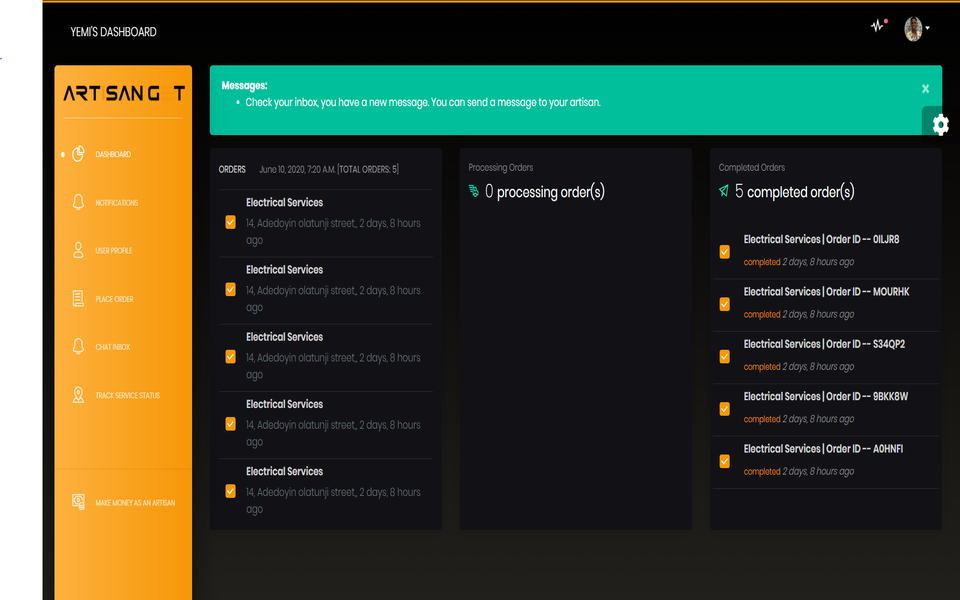 YEMI'S DASHBOARD
ARTISANG T
DASHBOARD
NOTIFICATIONS
USER PROFILE
PLACE ORDER
CHAT INBOX
TRACK SERVICE STATUS
MAKE MONEY AS AN ARTISAN
Messages:
• Check your inbox, you have a new message. You can send a message to your artisan.
×
ORDERS June 10, 2020, 7:20 A.M. [TOTAL ORDERS: 5]
Electrical Services
14, Adedoyin olatunji street,, 2 days, 8 hours
ago
Electrical Services
14, Adedoyin olatunji street,, 2 days, 8 hours
ago
Electrical Services
14, Adedoyin olatunji street,, 2 days, 8 hours
ago
Electrical Services
14, Adedoyin olatunji street,, 2 days, 8 hours
ago
Electrical Services
14, Adedoyin olatunji street,, 2 days, 8 hours
ago
Processing Orders
0 processing order(s)
Completed Orders
5 completed order(s)
Electrical Services | Order ID -- 0ILJR8
completed 2 days, 8 hours ago
Electrical Services | Order ID -- MOURHK
completed 2 days, 8 hours ago
Electrical Services | Order ID -- S34QP2
completed 2 days, 8 hours ago
Electrical Services | Order ID -- 9BKK8W
completed 2 days, 8 hours ago
Electrical Services | Order ID -- A0HNFI
completed 2 days, 8 hours ago